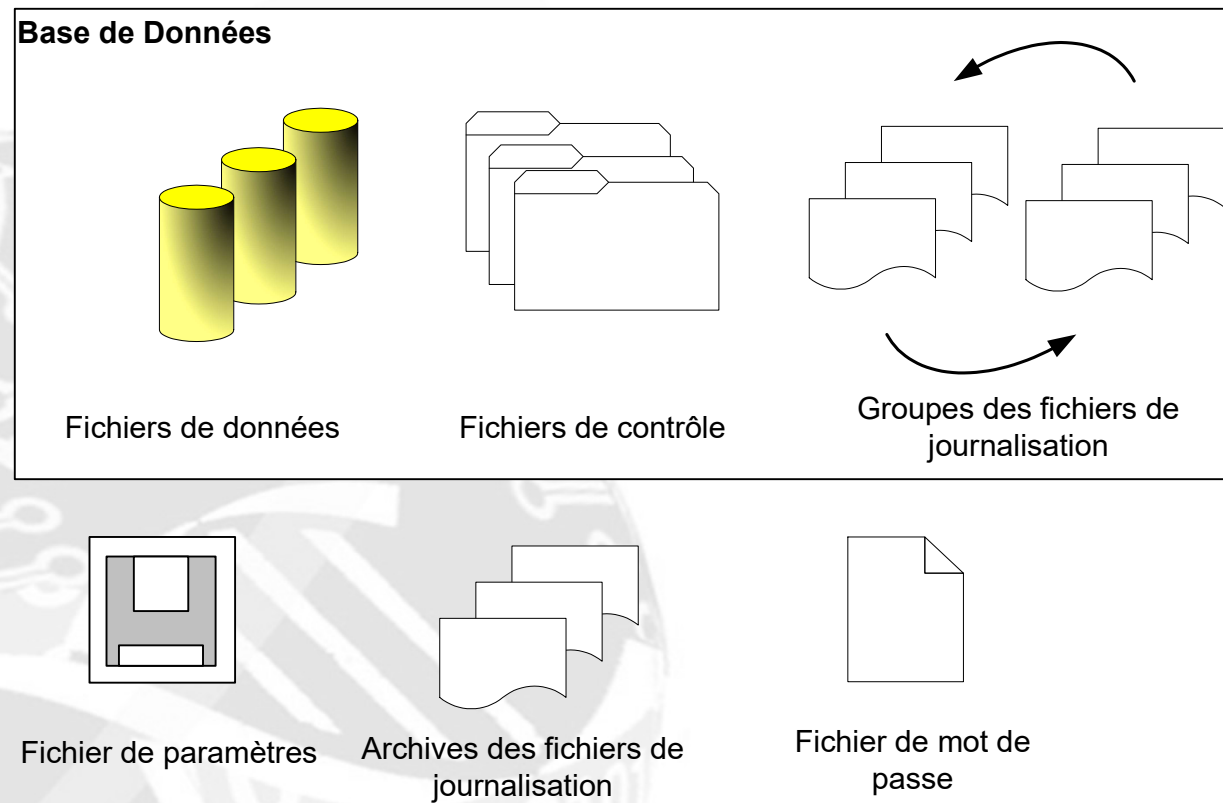 Base de Données
Fichiers de données
Fichiers de contrôle
Groupes des fichiers de
journalisation
Fichier de paramètres
Archives des fichiers de
journalisation
Fichier de mot de
passe